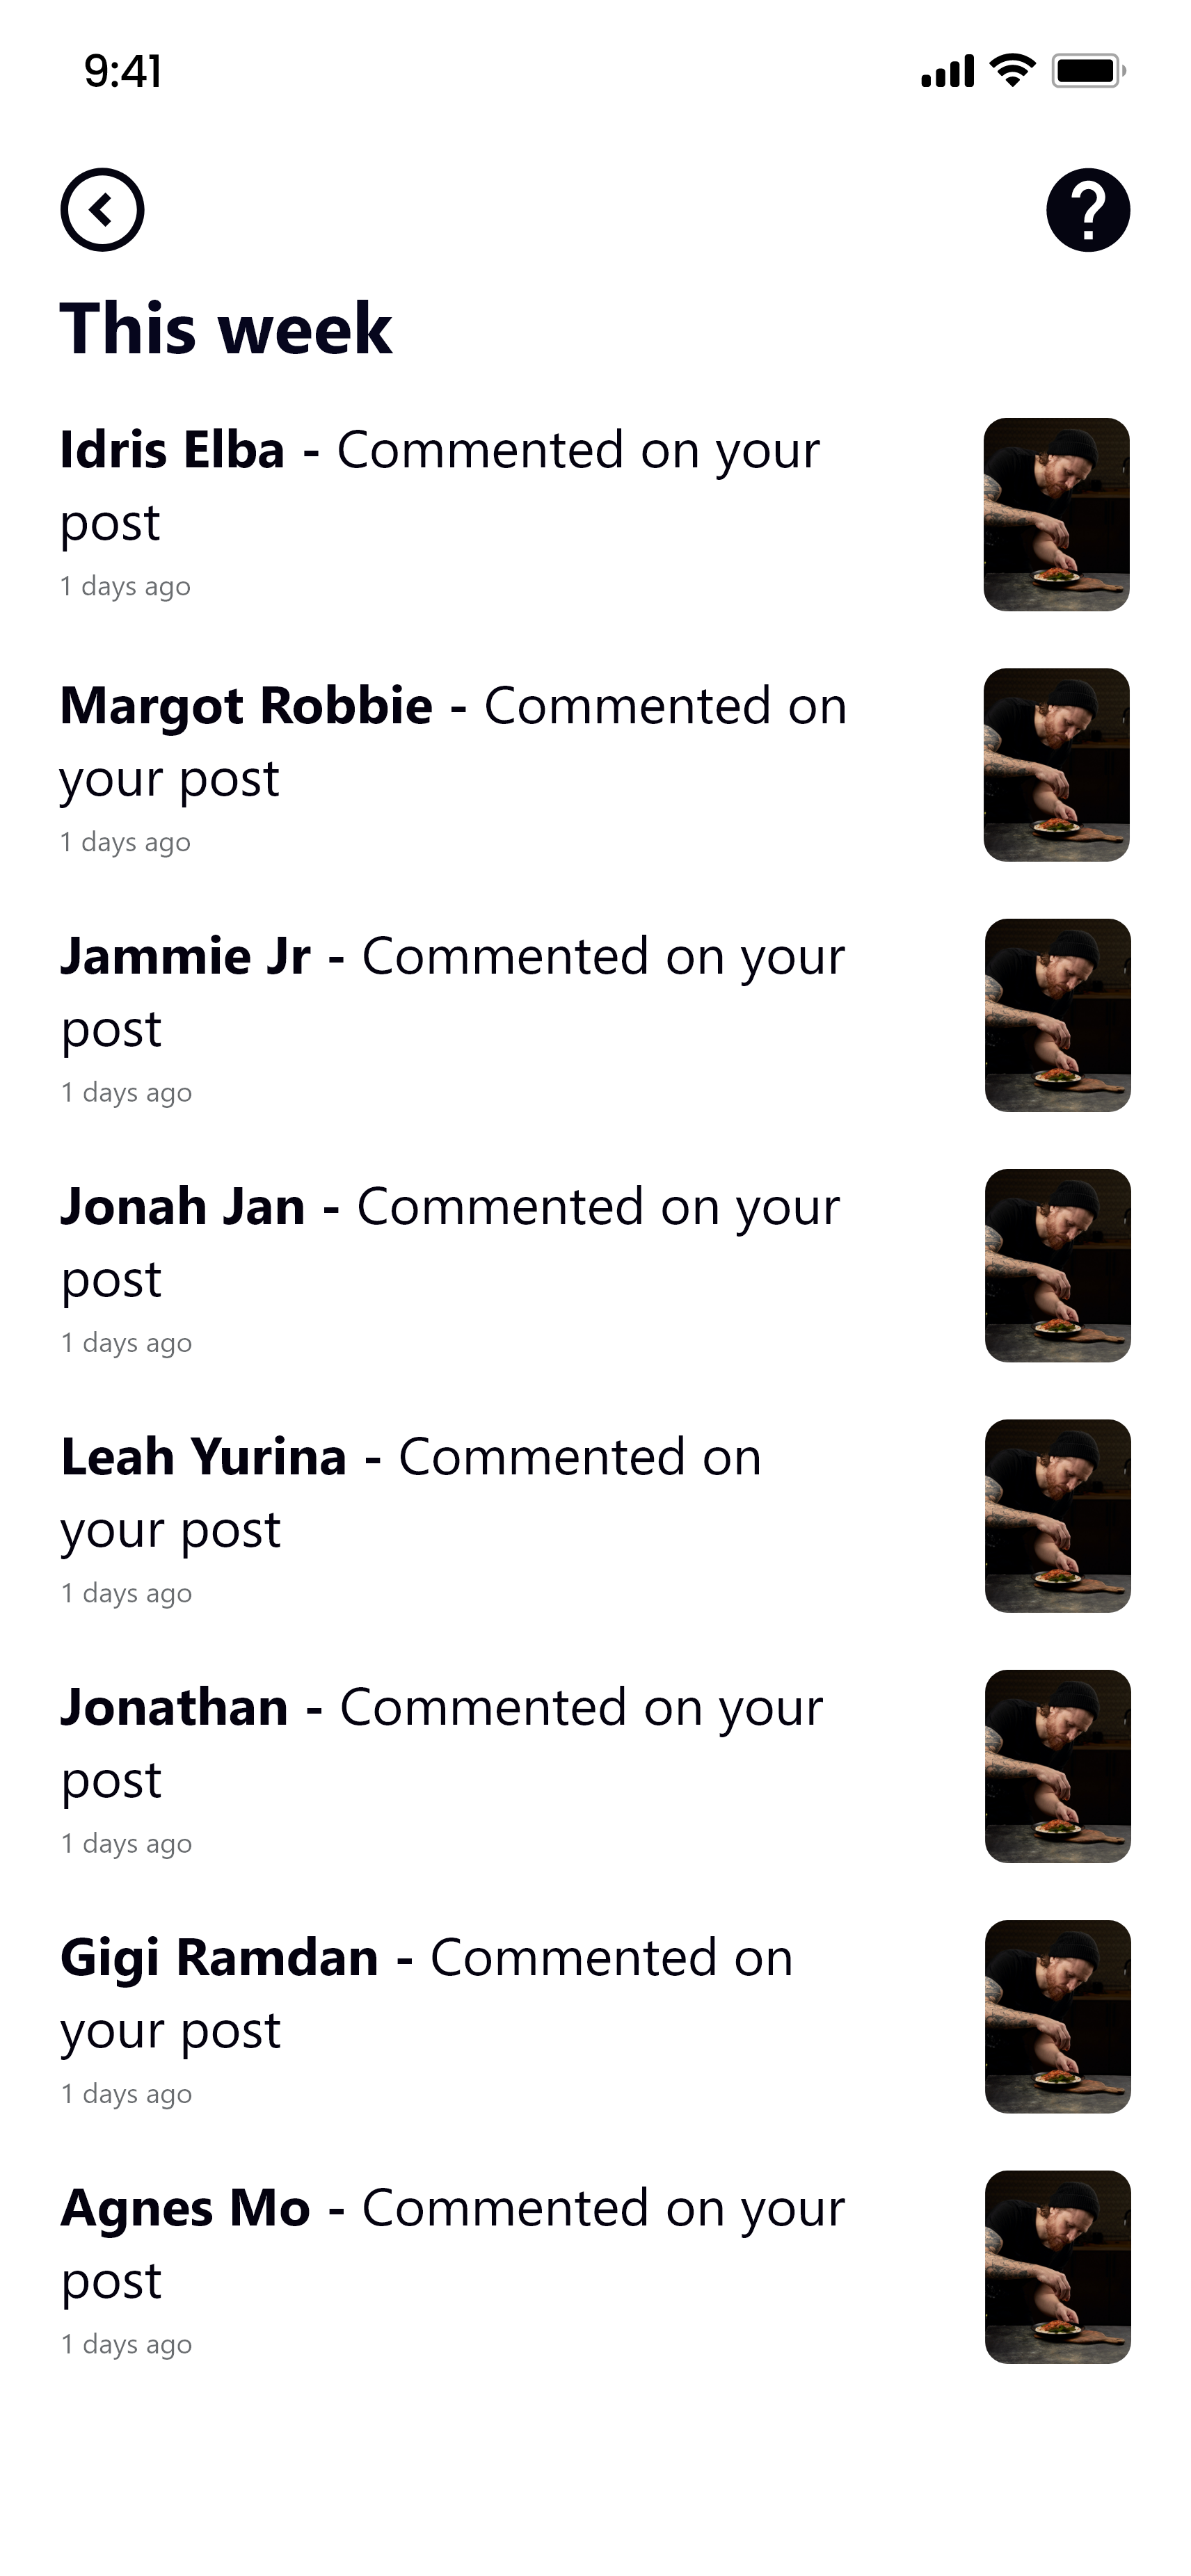 9:41
?
This week
Idris Elba - Commented on your
post
1 days ago
Margot Robbie - Commented on
your post
1 days ago
Jammie Jr - Commented on your
post
1 days ago
Jonah Jan - Commented on your
post
1 days ago
Leah Yurina - Commented on
your post
1 days ago
Jonathan - Commented on your
post
1 days ago
Gigi Ramdan - Commented on
your post
1 days ago
Agnes Mo - Commented on your
post
1 days ago